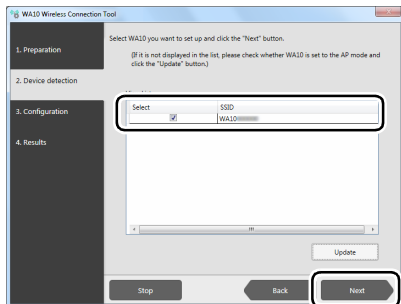 WA10 Wireless Connection Tool
Select WA10 you want to set up and click the "Next" button.
(If it is not displayed in the list, please check whether WA10 is set to the AP mode and
click the "Update" button.)
1. Preparation
2. Device detection
3. Configuration
4. Results
Select SSID
WA10
Update
Stop Back Next